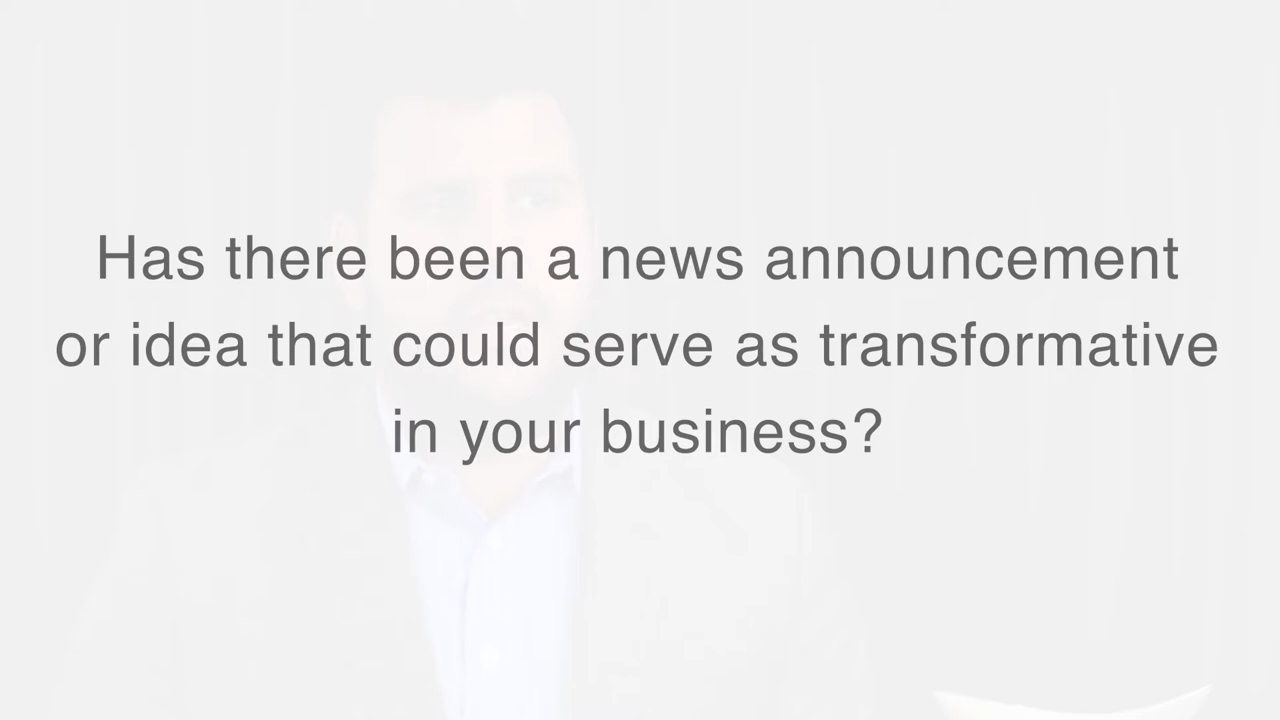 Has there been a news announcement
or idea that could serve as transformative
in your business?